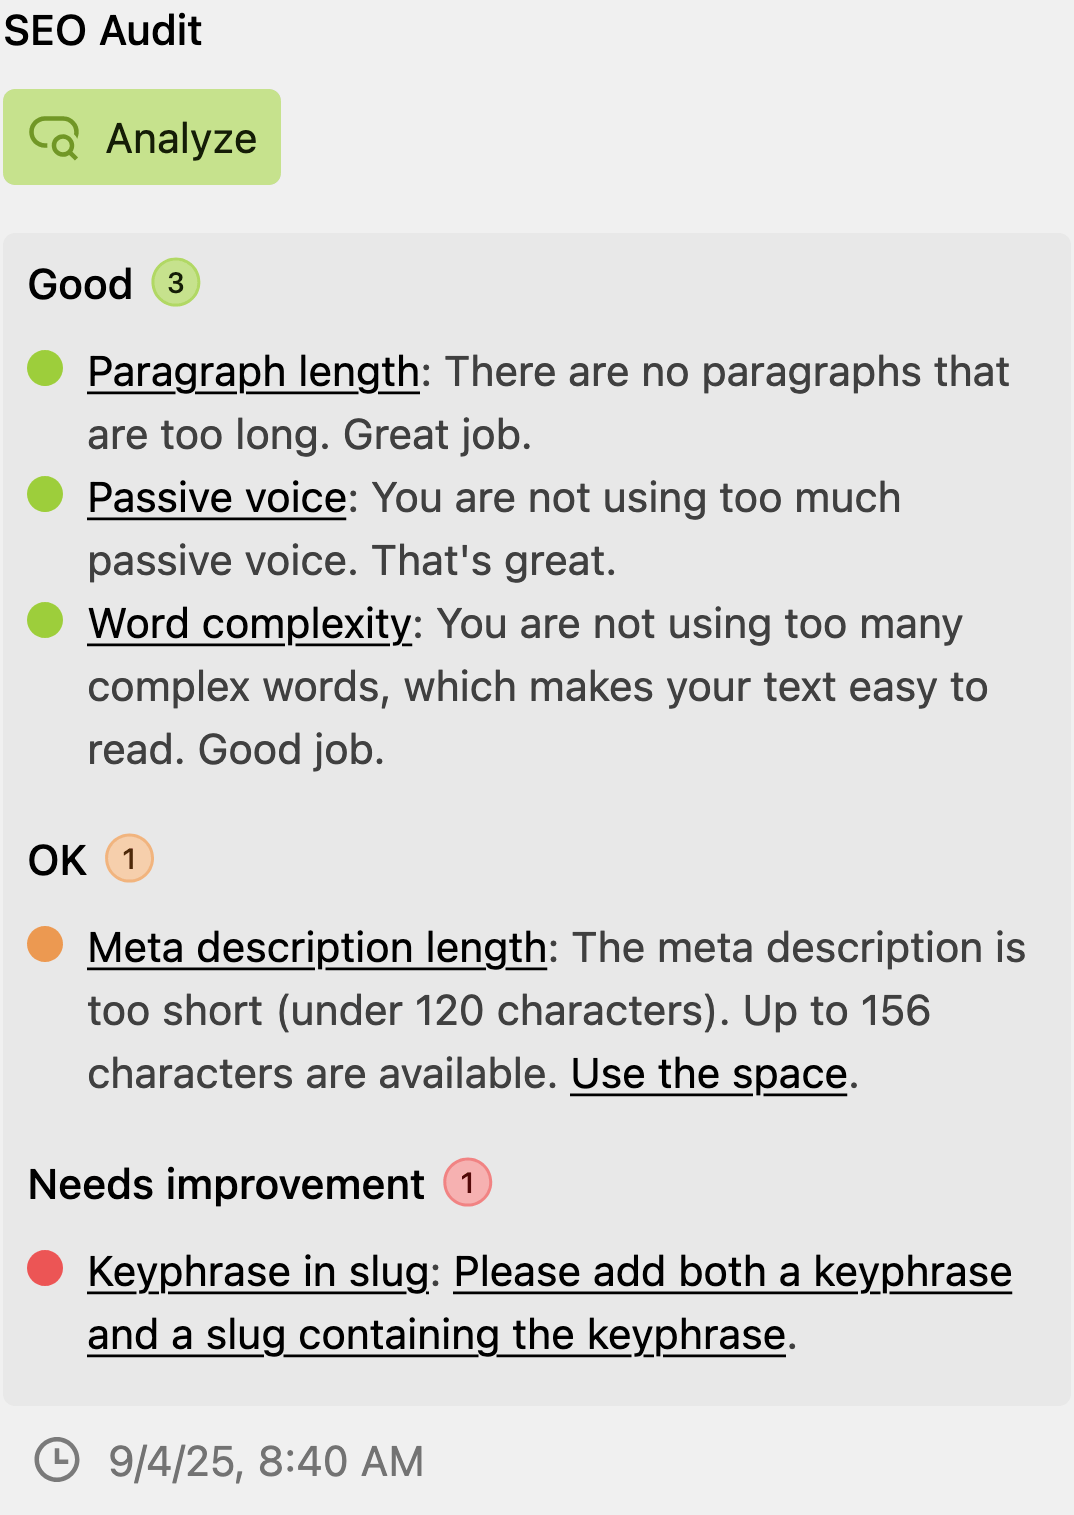 SEO Audit
Analyze
Good 3
Paragraph length: There are no paragraphs that
are too long. Great job.
Passive voice: You are not using too much
passive voice. That's great.
Word complexity: You are not using too many
complex words, which makes your text easy to
read. Good job.
OK 1
Meta description length: The meta description is
too short (under 120 characters). Up to 156
characters are available. Use the space.
Needs improvement 1
Keyphrase in slug: Please add both a keyphrase
and a slug containing the keyphrase.
9/4/25, 8:40 AM